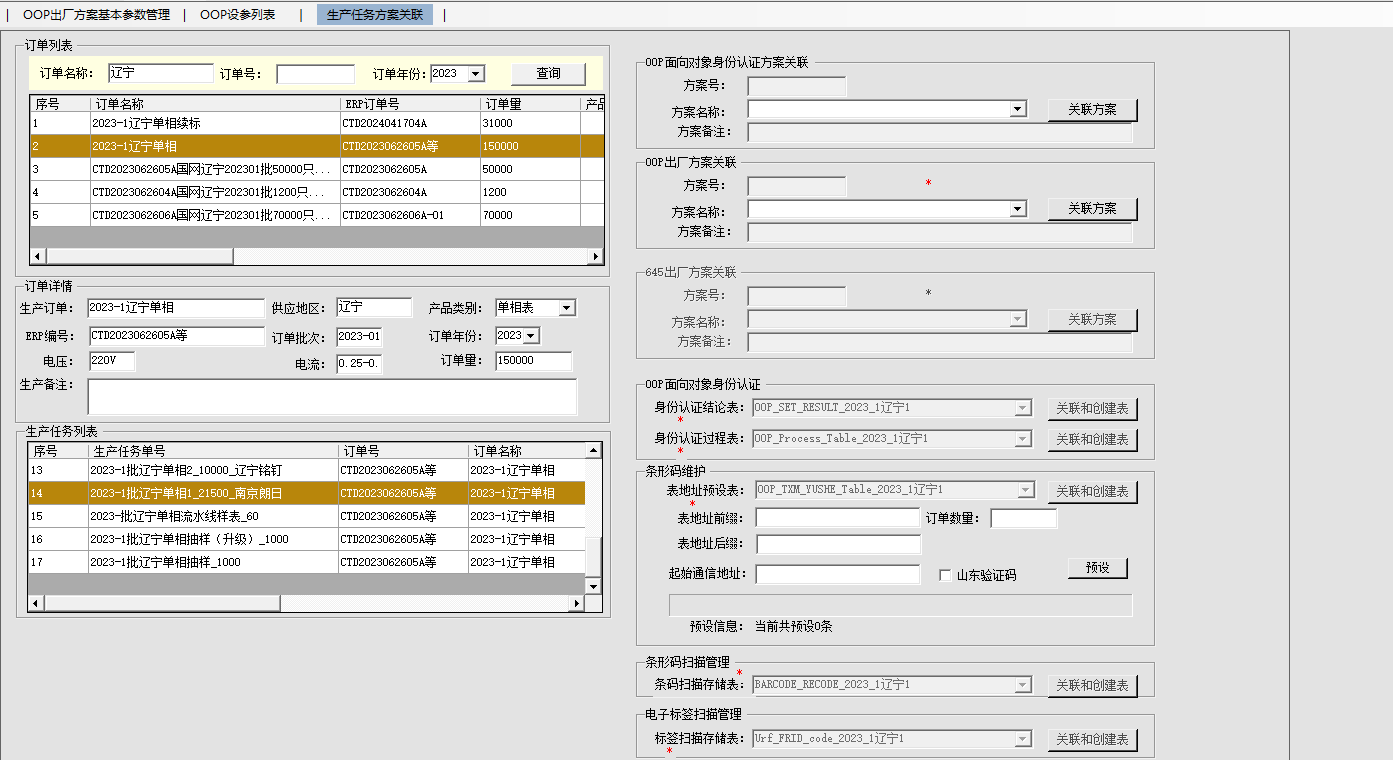 OOP出厂方案基本参数管理 | OOP设参列表 | 生产任务方案关联
订单列表
订单名称: 辽宁 订单号: 订单年份: 2023 查询
序号 订单名称 ERP订单号 订单量 产品
1 2023-1辽宁单相续标 CTD2024041704A 31000
2 2023-1辽宁单相 CTD2023062605A等 150000
3 CTD2023062605A国网辽宁202301批50000只... CTD2023062605A 50000
4 CTD2023062604A国网辽宁202301批1200只... CTD2023062604A 1200
5 CTD2023062606A国网辽宁202301批70000只... CTD2023062606A-01 70000
订单详情
生产订单: 2023-1辽宁单相 供应地区: 辽宁 产品类别: 单相表
ERP编号: CTD2023062605A等 订单批次: 2023-01 订单年份: 2023
电压: 220V 电流: 0.25-0. 订单量: 150000
生产备注:
生产任务列表
序号 生产任务单号 订单号 订单名称
13 2023-1批辽宁单相2_10000_辽宁铭钉 CTD2023062605A等 2023-1辽宁单相
14 2023-1批辽宁单相1_21500_南京朗日 CTD2023062605A等 2023-1辽宁单相
15 2023-批辽宁单相流水线样表_60 CTD2023062605A等 2023-1辽宁单相
16 2023-1批辽宁单相抽样（升级）_1000 CTD2023062605A等 2023-1辽宁单相
17 2023-1批辽宁单相抽样_1000 CTD2023062605A等 2023-1辽宁单相
OOP面向对象身份认证方案关联
方案号:
方案名称: 关联方案
方案备注:
OOP出厂方案关联
方案号: *
方案名称: 关联方案
方案备注:
645出厂方案关联
方案号: *
方案名称: 关联方案
方案备注:
OOP面向对象身份认证
身份认证结论表: OOP_SET_RESULT_2023_1辽宁1 关联和创建表
*
身份认证过程表: OOP_Process_Table_2023_1辽宁1 关联和创建表
*
条形码维护
表地址预设表: OOP_TXM_YUSHE_Table_2023_1辽宁1 关联和创建表
*
表地址前缀: 订单数量:
表地址后缀:
起始通信地址: 山东验证码 预设
预设信息: 当前共预设0条
条形码扫描管理
*
条码扫描存储表: BARCODE_RECODE_2023_1辽宁1 关联和创建表
电子标签扫描管理
标签扫描存储表: Urf_FRID_code_2023_1辽宁1 关联和创建表
*